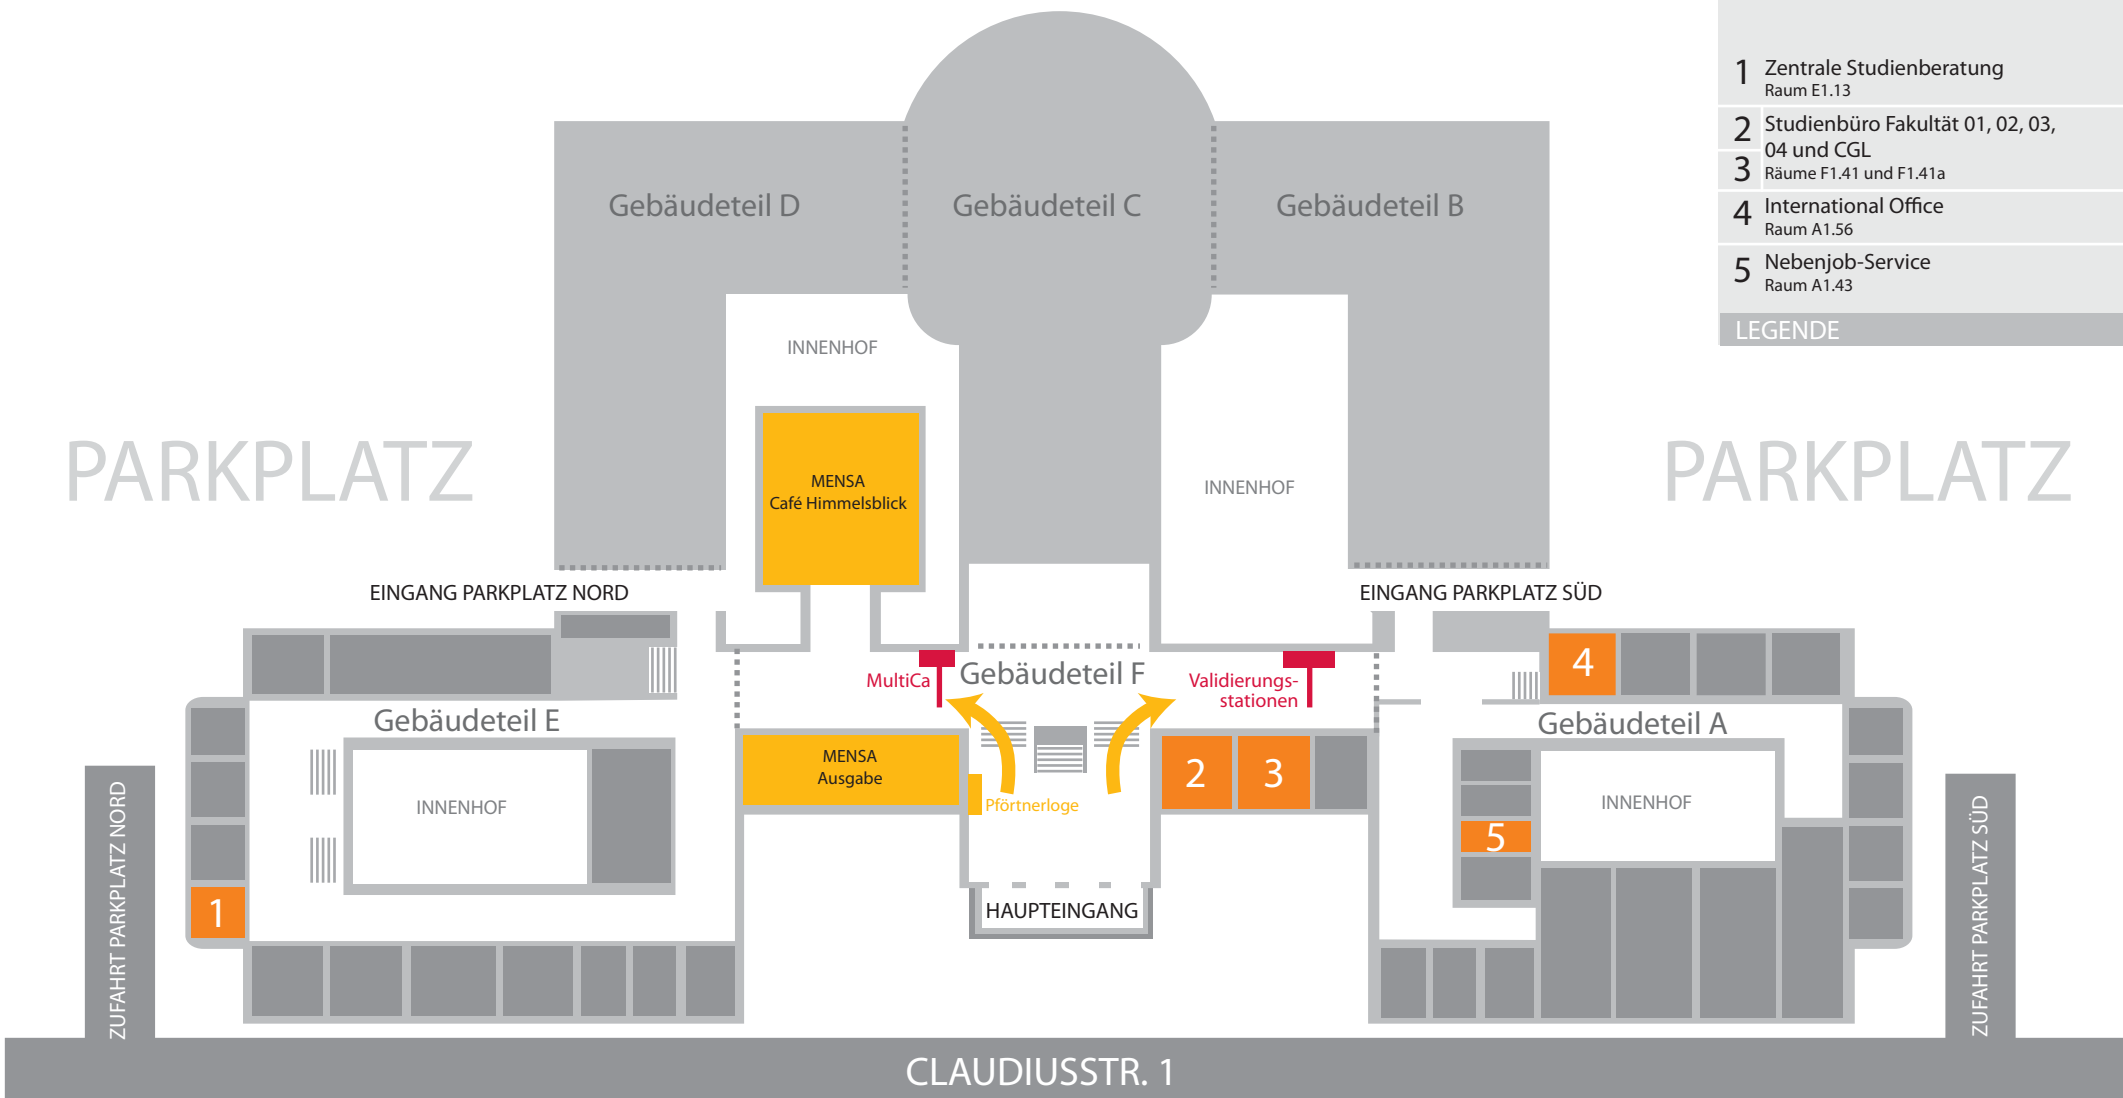 1 Zentrale Studienberatung
Raum E1.13
2 Studienbüro Fakultät 01, 02, 03,
04 und CGL
3 Räume F1.41 und F1.41a
4 International Office
Raum A1.56
5 Nebenjob-Service
Raum A1.43
LEGENDE
Gebäudeteil D
Gebäudeteil C
Gebäudeteil B
INNENHOF
PARKPLATZ
MENSA
Café Himmelsblick
INNENHOF
PARKPLATZ
EINGANG PARKPLATZ NORD
EINGANG PARKPLATZ SÜD
MultiCa
Gebäudeteil F
Validierungs-
stationen
4
Gebäudeteil E
Gebäudeteil A
MENSA
Ausgabe
2
3
Pförtnerloge
INNENHOF
INNENHOF
5
1
HAUPTEINGANG
ZUFAHRT PARKPLATZ NORD
ZUFAHRT PARKPLATZ SÜD
CLAUDIUSSTR. 1